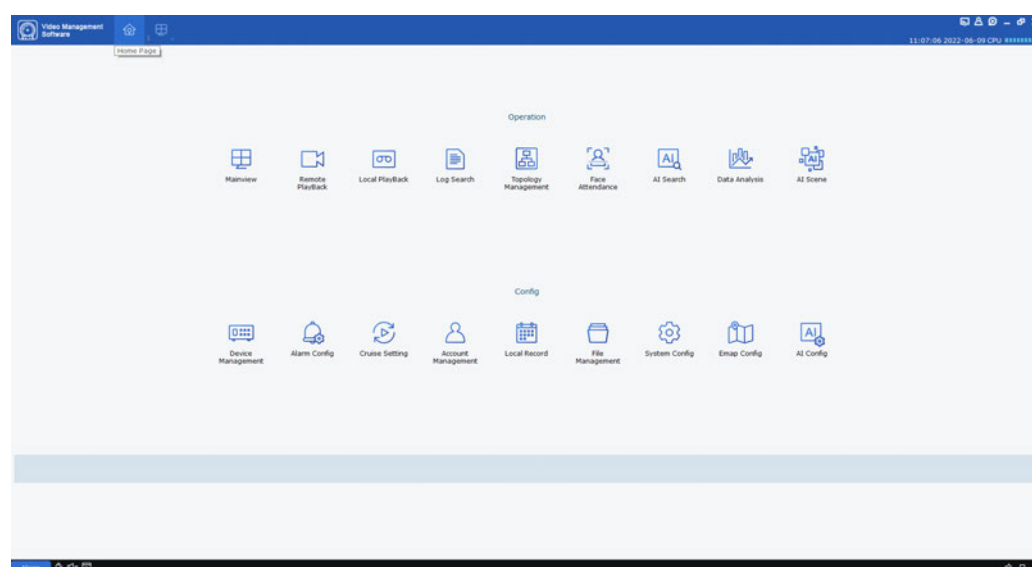 Video Management
Software
Home Page
11:07:06 2022-06-09 CPU
Operation
Mainview
Remote
PlayBack
Local PlayBack
Log Search
Topology
Management
Face
Attendance
AI Search
Data Analysis
AI Scene
Config
Device
Management
Alarm Config
Cruise Setting
Account
Management
Local Record
File
Management
System Config
Emap Config
AI Config